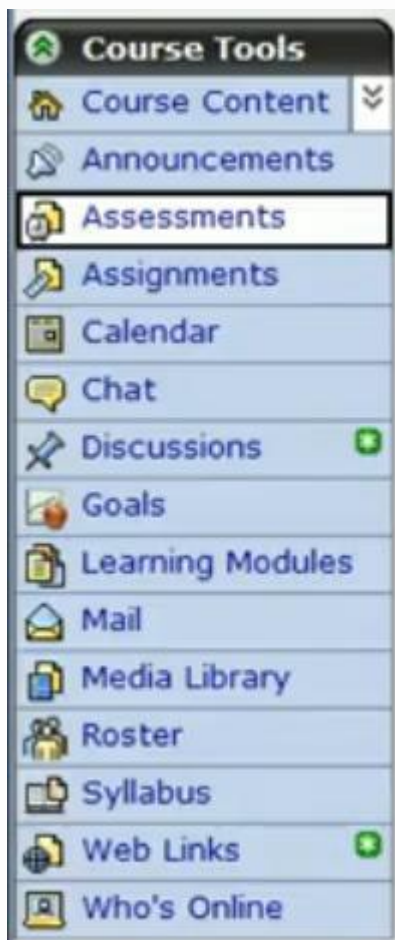 Course Tools
Course Content
Announcements
Assessments
Assignments
Calendar
Chat
Discussions
Goals
Learning Modules
Mail
Media Library
Roster
Syllabus
Web Links
Who's Online